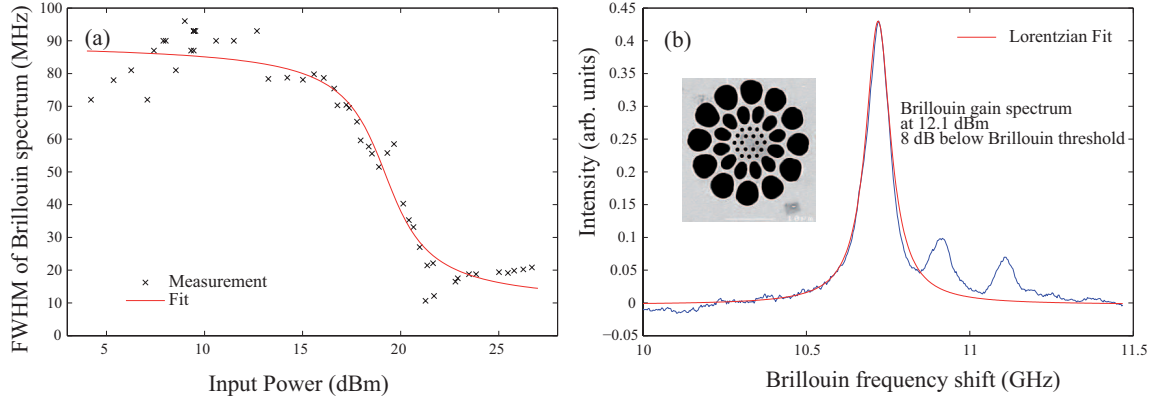 (a)
FWHM of Brillouin spectrum (MHz)
100
90
80
70
60
50
40
30
20
10
0
Measurement
Fit
5
10
15
20
25
Input Power (dBm)
(b)
Intensity (arb. units)
0.45
0.4
0.35
0.3
0.25
0.2
0.15
0.1
0.05
0
−0.05
Lorentzian Fit
Brillouin gain spectrum
at 12.1 dBm
8 dB below Brillouin threshold
10
10.5
11
11.5
Brillouin frequency shift (GHz)